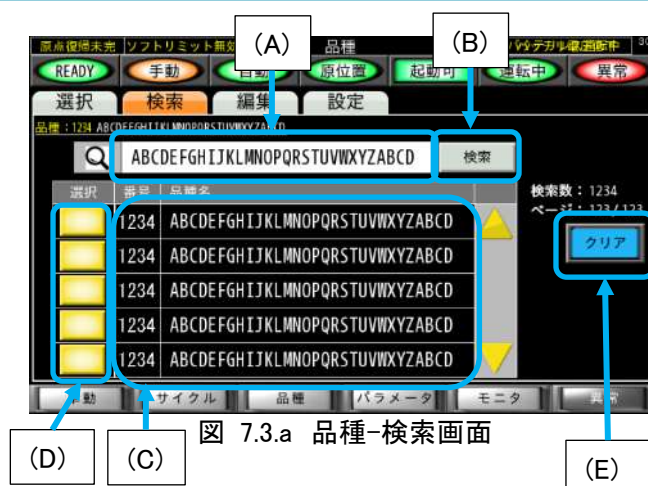 (A)
(B)
原点復帰未完 ソフトリミット無効 品種
READY 手動 原位置 起動可 運転中 異常
選択 検索 編集 設定
品種:1234 ABCDEFGHIJKLMNOPQRSTUVWXYZABCD
ABCDEFGHIJKLMNOPQRSTUVWXYZABCD 検索
選択 番号 品種名 検索数:1234
ページ:123/123
1234 ABCDEFGHIJKLMNOPQRSTUVWXYZABCD
クリア
1234 ABCDEFGHIJKLMNOPQRSTUVWXYZABCD
1234 ABCDEFGHIJKLMNOPQRSTUVWXYZABCD
1234 ABCDEFGHIJKLMNOPQRSTUVWXYZABCD
1234 ABCDEFGHIJKLMNOPQRSTUVWXYZABCD
サイクル 品種 パラメータ モニタ 異常
図 7.3.a 品種-検索画面
(D)
(C)
(E)